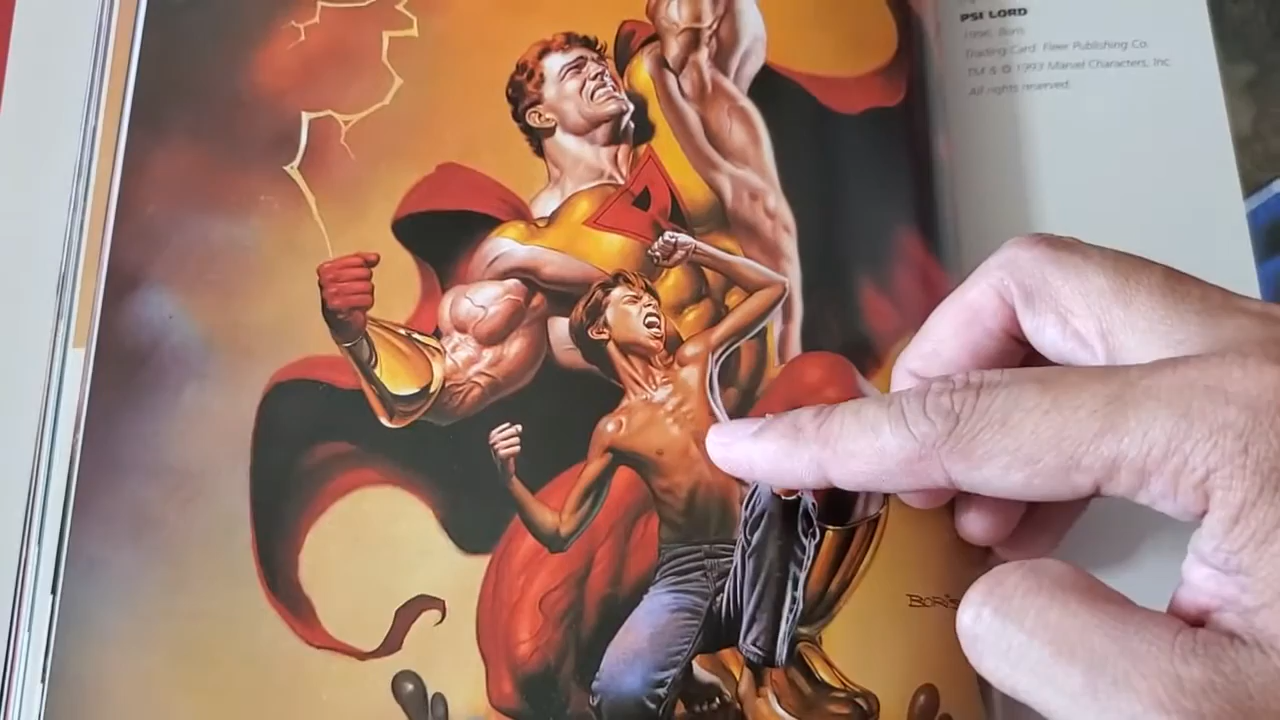 PSI LORD
1996, Boris
Trading Card: Fleer Publishing Co.
TM & © 1993 Marvel Characters, Inc.
All rights reserved.
BORIS